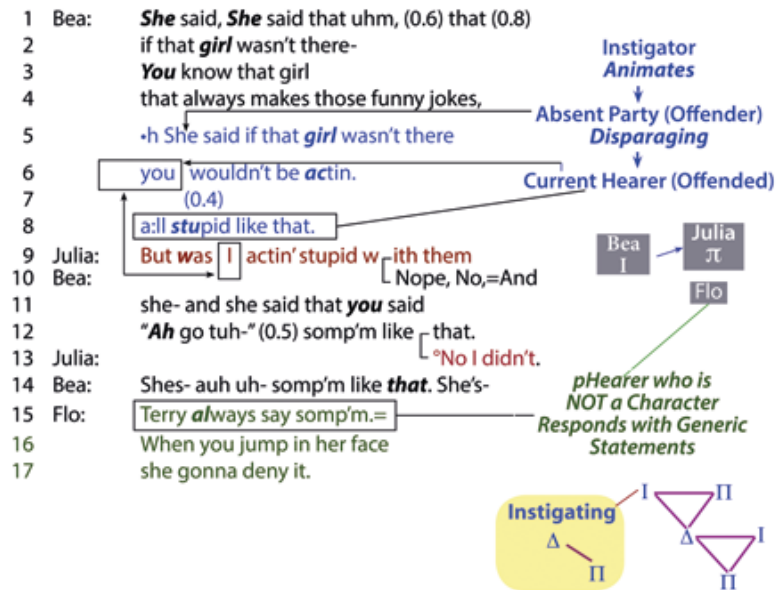 1 Bea: She said, She said that uhm, (0.6) that (0.8)
2 if that girl wasn't there-
3 You know that girl
4 that always makes those funny jokes,
5 •h She said if that girl wasn't there
6 you wouldn't be actin.
7 (0.4)
8 a:ll stupid like that.
9 Julia: But was I actin' stupid w ith them
10 Bea: Nope, No,=And
11 she- and she said that you said
12 "Ah go tuh-" (0.5) somp'm like that.
13 Julia: °No I didn't.
14 Bea: Shes- auh uh- somp'm like that. She's-
15 Flo: Terry always say somp'm.=
16 When you jump in her face
17 she gonna deny it.
Instigator
Animates
Absent Party (Offender)
Disparaging
Current Hearer (Offended)
Bea
I
Julia
π
Flo
pHearer who is
NOT a Character
Responds with Generic
Statements
Instigating
Δ
Π
I Π
Δ I
Π